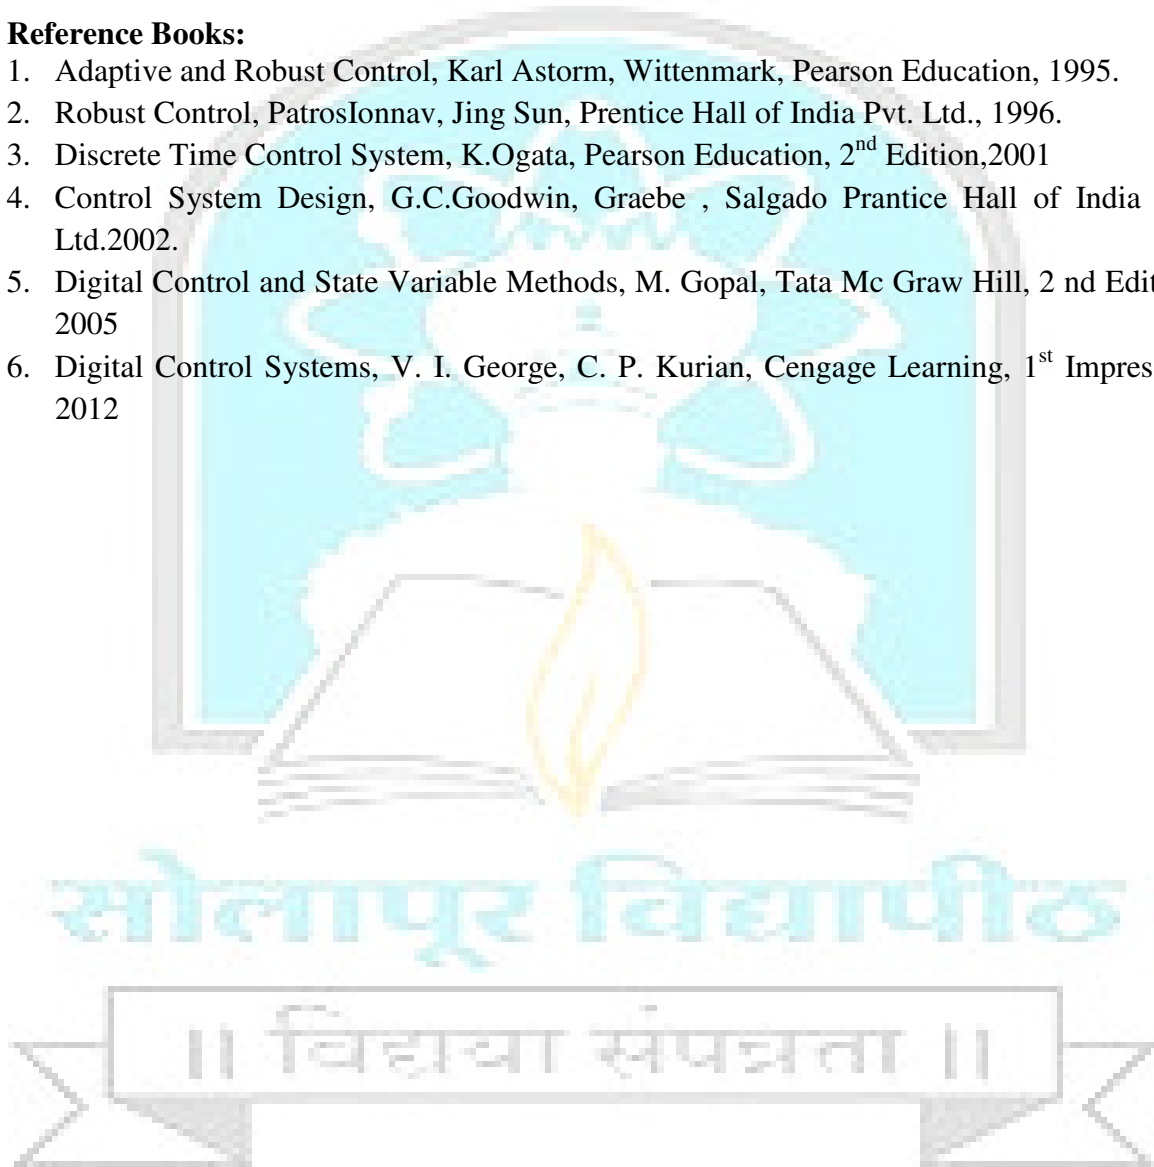 Reference Books:
1. Adaptive and Robust Control, Karl Astorm, Wittenmark, Pearson Education, 1995.
2. Robust Control, PatrosIonnav, Jing Sun, Prentice Hall of India Pvt. Ltd., 1996.
3. Discrete Time Control System, K.Ogata, Pearson Education, 2nd Edition,2001
4. Control System Design, G.C.Goodwin, Graebe , Salgado Prantice Hall of India
Ltd.2002.
5. Digital Control and State Variable Methods, M. Gopal, Tata Mc Graw Hill, 2 nd Edit
2005
6. Digital Control Systems, V. I. George, C. P. Kurian, Cengage Learning, 1st Impres
2012
सोलापूर विद्यापीठ
|| विद्यया संपन्नता ||